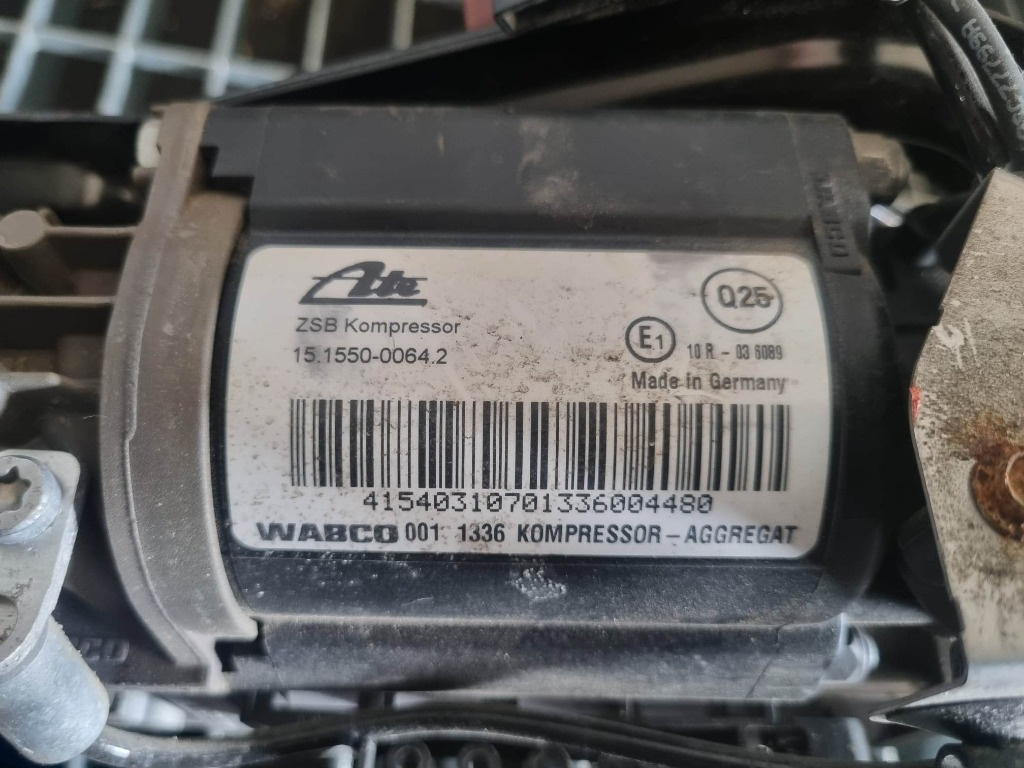 Ate
Q25
ZSB Kompressor
15.1550-0064.2
E1
10 R - 03 6089
Made in Germany
41540310701336004480
WABCO 001 1336 KOMPRESSOR - AGGREGAT